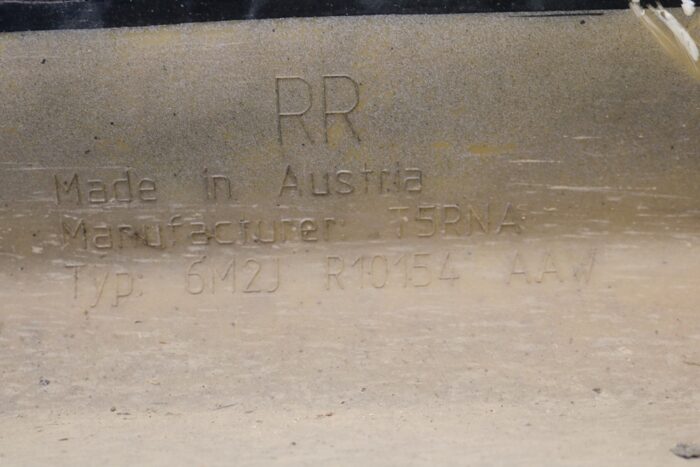 RR
Made in Austria
Manufacturer: T5RNA
Typ: 6M2J R10154 AAW